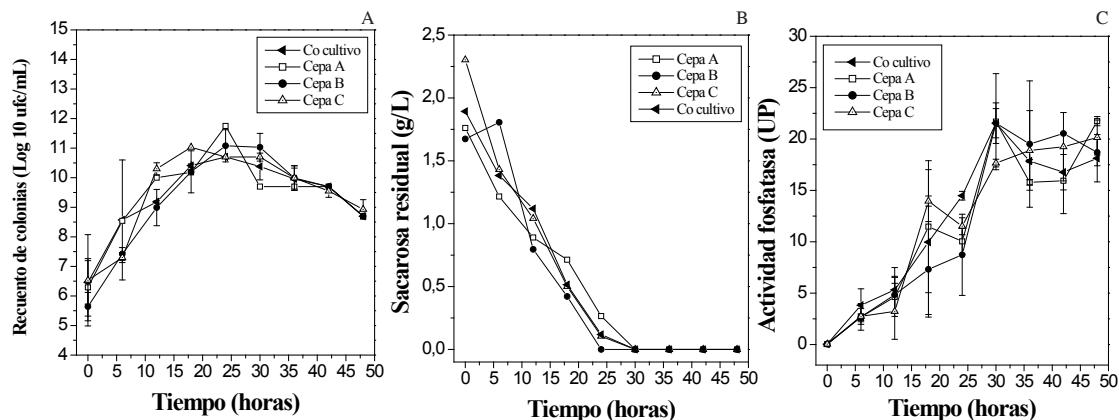 A
Recuento de colonias (Log 10 ufc/mL)
15
14
13
12
11
10
9
8
7
6
5
4
Co cultivo
Cepa A
Cepa B
Cepa C
0 5 10 15 20 25 30 35 40 45 50
Tiempo (horas)
B
Sacarosa residual (g/L)
2,5
2,0
1,5
1,0
0,5
0,0
Cepa A
Cepa B
Cepa C
Co cultivo
0 5 10 15 20 25 30 35 40 45 50
Tiempo (horas)
C
Actividad fosfatasa (UP)
30
25
20
15
10
5
0
Co cultivo
Cepa A
Cepa B
Cepa C
0 5 10 15 20 25 30 35 40 45 50
Tiempo (horas)